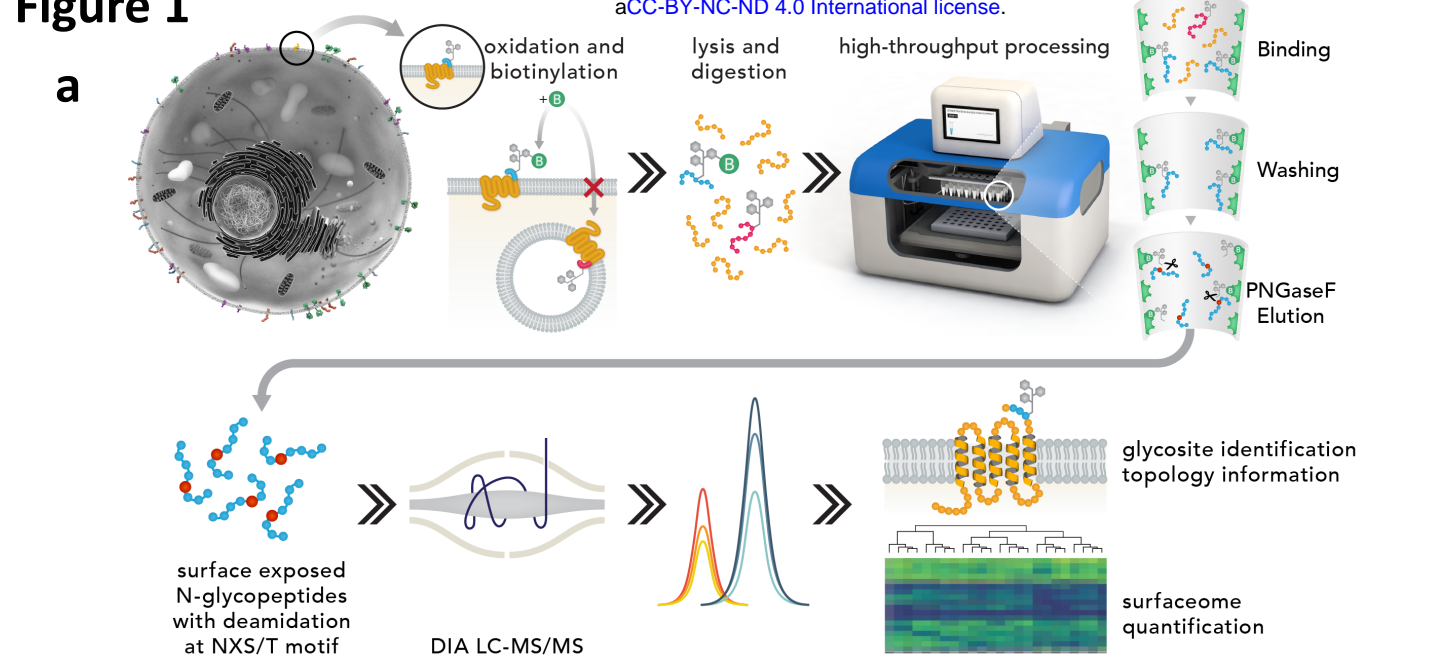 Figure 1
aCC-BY-NC-ND 4.0 International license.
a
oxidation and
biotinylation
+B
B
lysis and
digestion
B
high-throughput processing
B
B
B
Binding
B
B
B
Washing
B
B
B
B
PNGaseF
Elution
surface exposed
N-glycopeptides
with deamidation
at NXS/T motif
DIA LC-MS/MS
glycosite identification
topology information
surfaceome
quantification